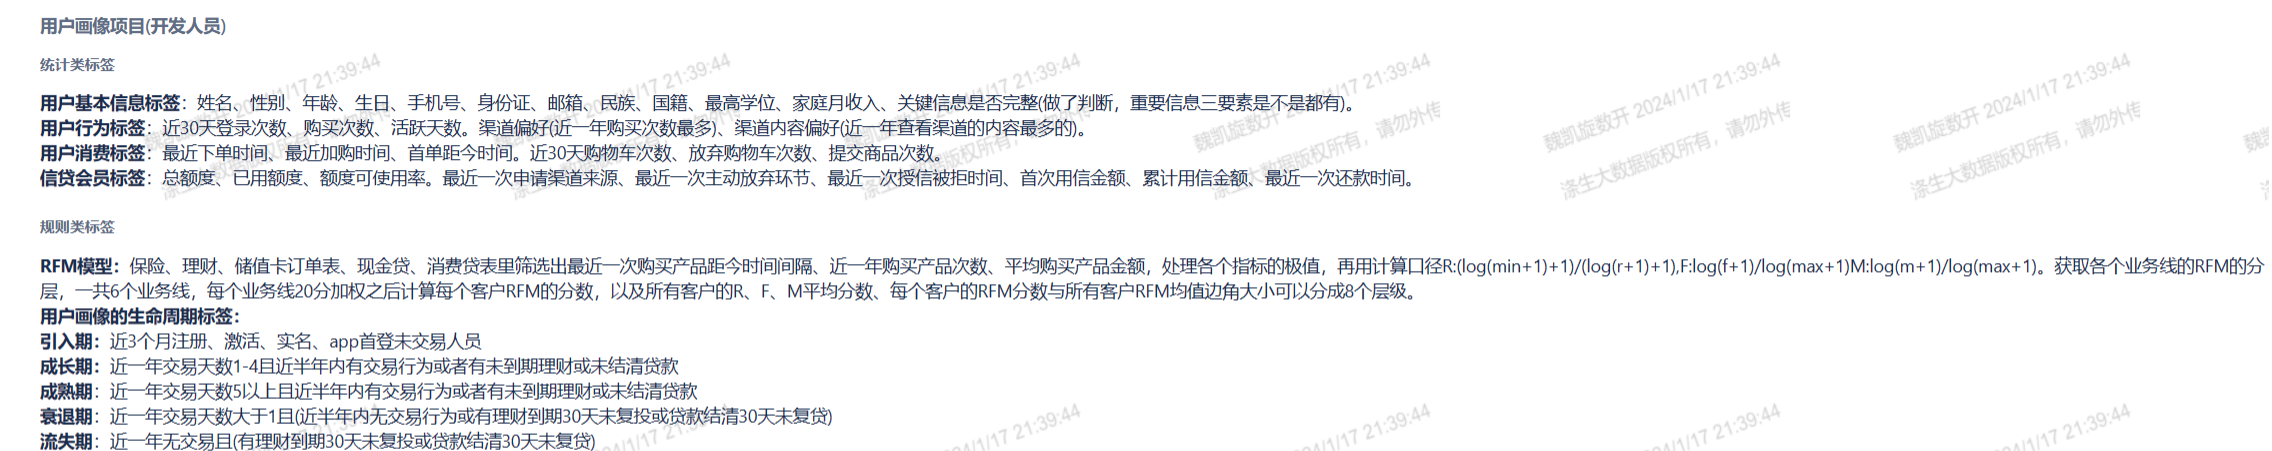 用户画像项目(开发人员)
统计类标签
用户基本信息标签：姓名、性别、年龄、生日、手机号、身份证、邮箱、民族、国籍、最高学位、家庭月收入、关键信息是否完整(做了判断，重要信息三要素是不是都有)。
用户行为标签：近30天登录次数、购买次数、活跃天数。渠道偏好(近一年购买次数最多)、渠道内容偏好(近一年查看渠道的内容最多的)。
用户消费标签：最近下单时间、最近加购时间、首单距今时间。近30天购物车次数、放弃购物车次数、提交商品次数。
信贷会员标签：总额度、已用额度、额度可使用率。最近一次申请渠道来源、最近一次主动放弃环节、最近一次授信被拒时间、首次用信金额、累计用信金额、最近一次还款时间。
规则类标签
RFM模型：保险、理财、储值卡订单表、现金贷、消费贷表里筛选出最近一次购买产品距今时间间隔、近一年购买产品次数、平均购买产品金额，处理各个指标的极值，再用计算口径R:(log(min+1)+1)/(log(r+1)+1),F:log(f+1)/log(max+1)M:log(m+1)/log(max+1)。获取各个业务线的RFM的分
层，一共6个业务线，每个业务线20分加权之后计算每个客户RFM的分数，以及所有客户的R、F、M平均分数、每个客户的RFM分数与所有客户RFM均值边角大小可以分成8个层级。
用户画像的生命周期标签：
引入期：近3个月注册、激活、实名、app首登未交易人员
成长期：近一年交易天数1-4且近半年内有交易行为或者有未到期理财或未结清贷款
成熟期：近一年交易天数5以上且近半年内有交易行为或者有未到期理财或未结清贷款
衰退期：近一年交易天数大于1且(近半年内无交易行为或有理财到期30天未复投或贷款结清30天未复贷)
流失期：近一年无交易且(有理财到期30天未复投或贷款结清30天未复贷)
魏凯旋数开 2024/1/17 21:39:44
涤生大数据版权所有，请勿外传